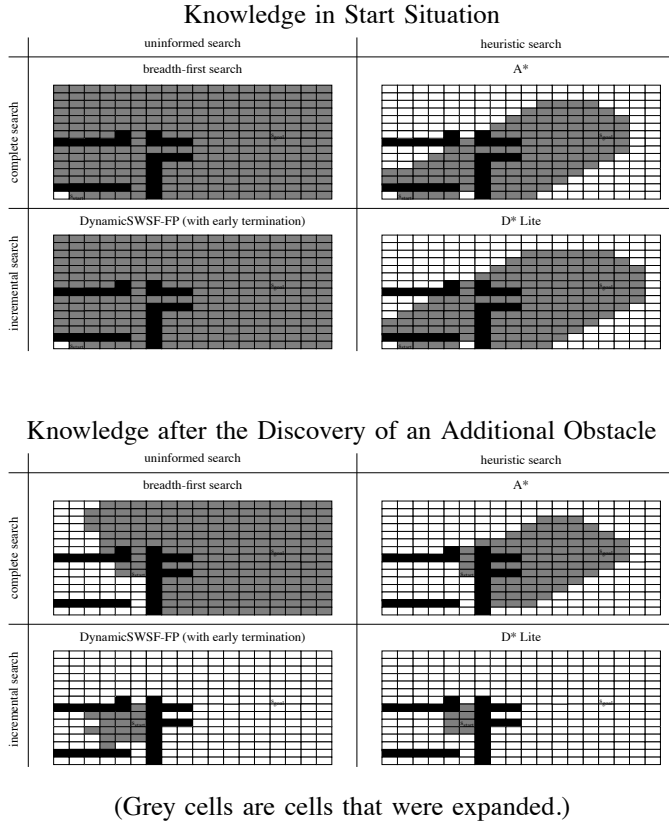 Knowledge in Start Situation
uninformed search
heuristic search
complete search
breadth-first search
A*
incremental search
DynamicSWSF-FP (with early termination)
D* Lite
Knowledge after the Discovery of an Additional Obstacle
uninformed search
heuristic search
complete search
breadth-first search
A*
incremental search
DynamicSWSF-FP (with early termination)
D* Lite
(Grey cells are cells that were expanded.)